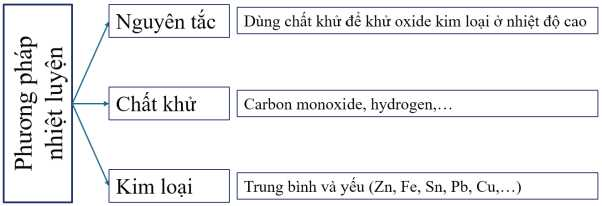 Phương pháp
nhiệt luyện
Nguyên tắc
Dùng chất khử để khử oxide kim loại ở nhiệt độ cao
Chất khử
Carbon monoxide, hydrogen,…
Kim loại
Trung bình và yếu (Zn, Fe, Sn, Pb, Cu,…)